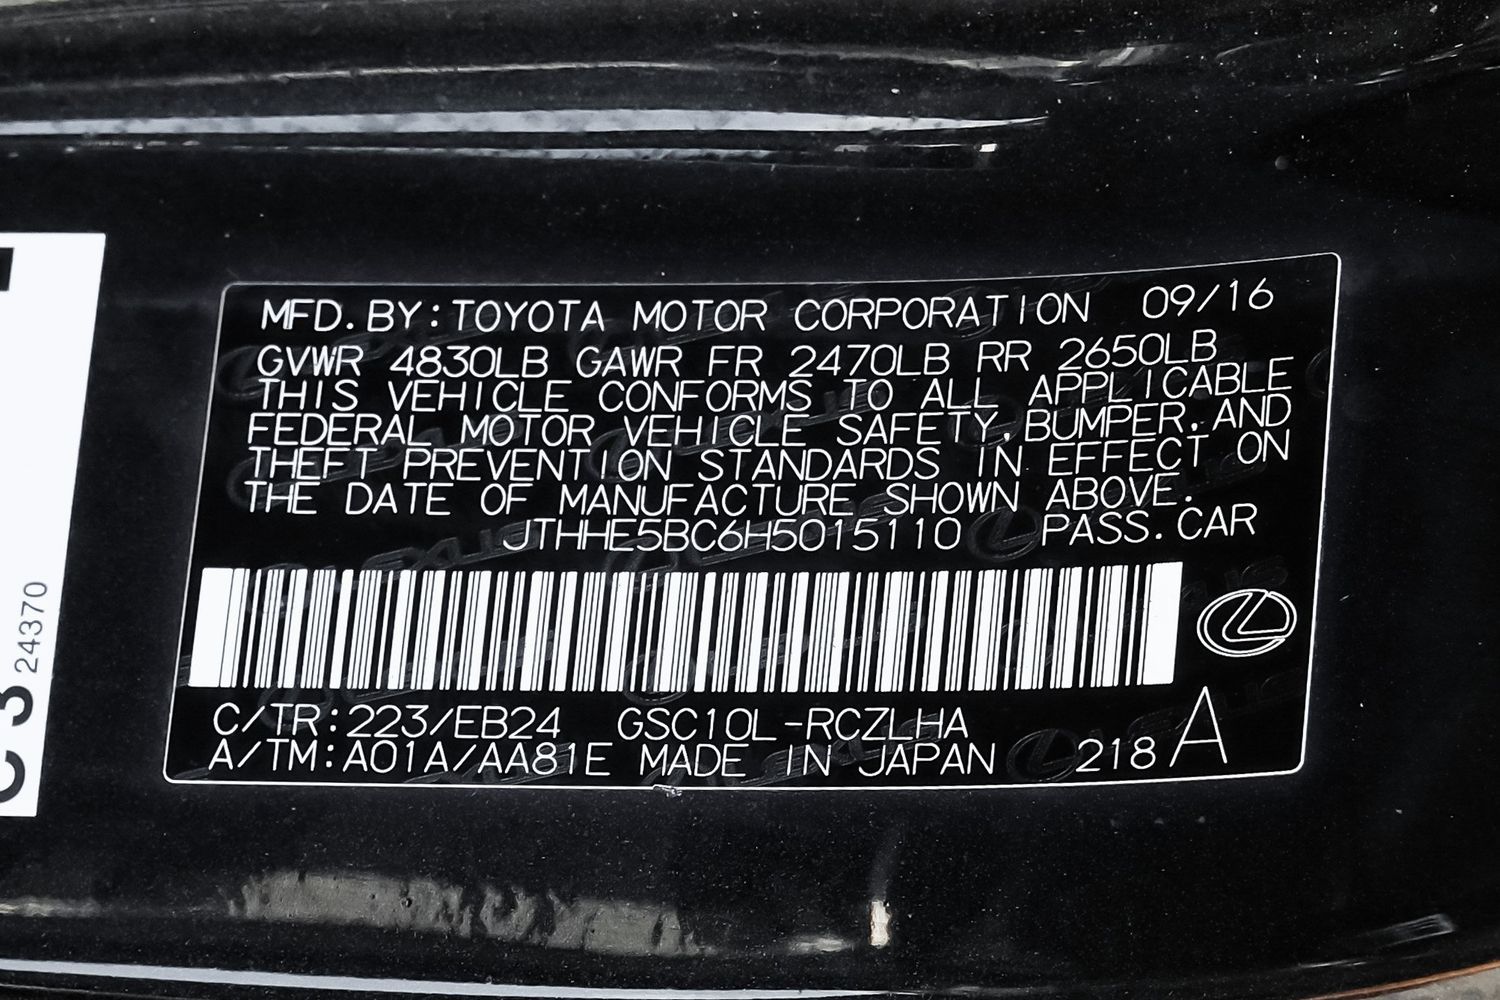 MFD. BY: TOYOTA MOTOR CORPORATION 09/16
GVWR 4830LB GAWR FR 2470LB RR 2650LB
THIS VEHICLE CONFORMS TO ALL APPLICABLE
FEDERAL MOTOR VEHICLE SAFETY, BUMPER, AND
THEFT PREVENTION STANDARDS IN EFFECT ON
THE DATE OF MANUFACTURE SHOWN ABOVE.
JTHHE5BC6H5015110 PASS. CAR
C/TR: 223/EB24 GSC10L-RCZLHA
A/TM: A01A/AA81E MADE IN JAPAN 218 A
24370
C 3